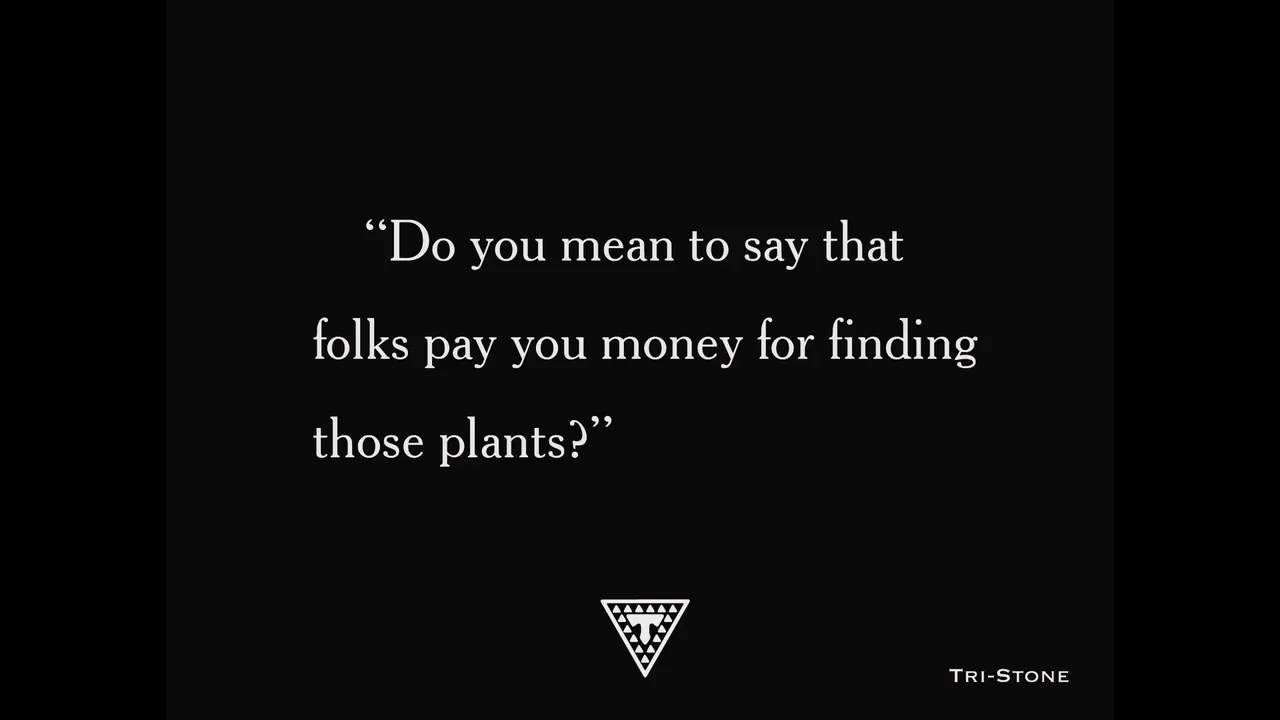 “Do you mean to say that
folks pay you money for finding
those plants?”
T
TRI-STONE